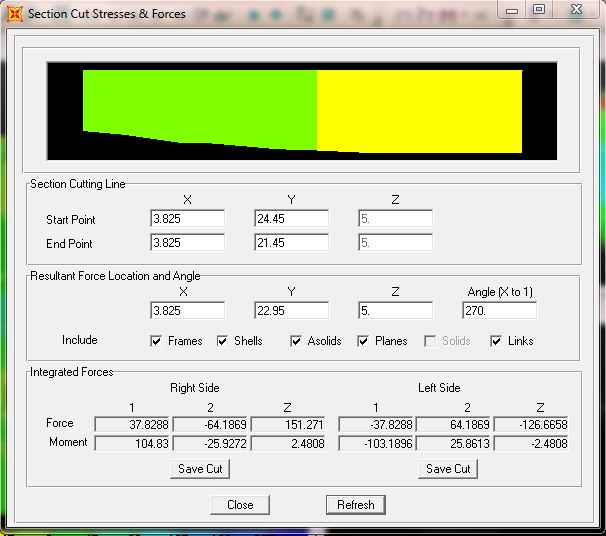 Section Cut Stresses & Forces
Section Cutting Line
X Y Z
Start Point 3.825 24.45 5.
End Point 3.825 21.45 5.
Resultant Force Location and Angle
X Y Z Angle (X to 1)
3.825 22.95 5. 270.
Include Frames Shells Asolids Planes Solids Links
Integrated Forces
Right Side Left Side
1 2 Z 1 2 Z
Force 37.8288 -64.1869 151.271 -37.8288 64.1869 -126.6658
Moment 104.83 -25.9272 2.4808 -103.1896 25.8613 -2.4808
Save Cut Save Cut
Close Refresh